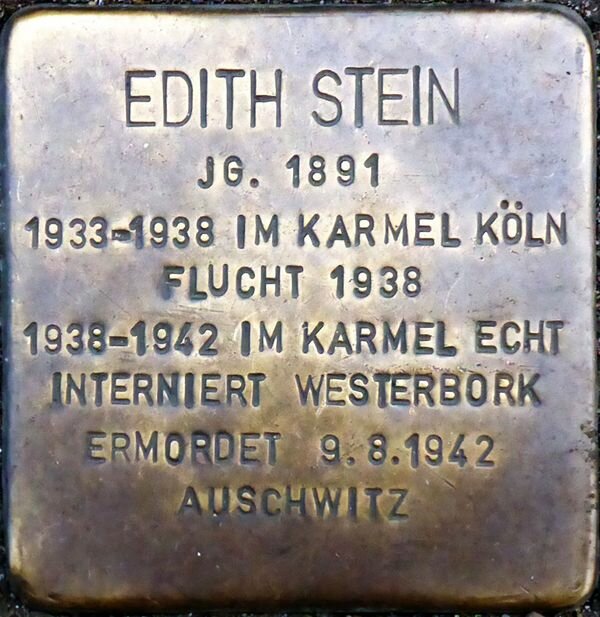 EDITH STEIN
JG. 1891
1933-1938 IM KARMEL KÖLN
FLUCHT 1938
1938-1942 IM KARMEL ECHT
INTERNIERT WESTERBORK
ERMORDET 9.8.1942
AUSCHWITZ